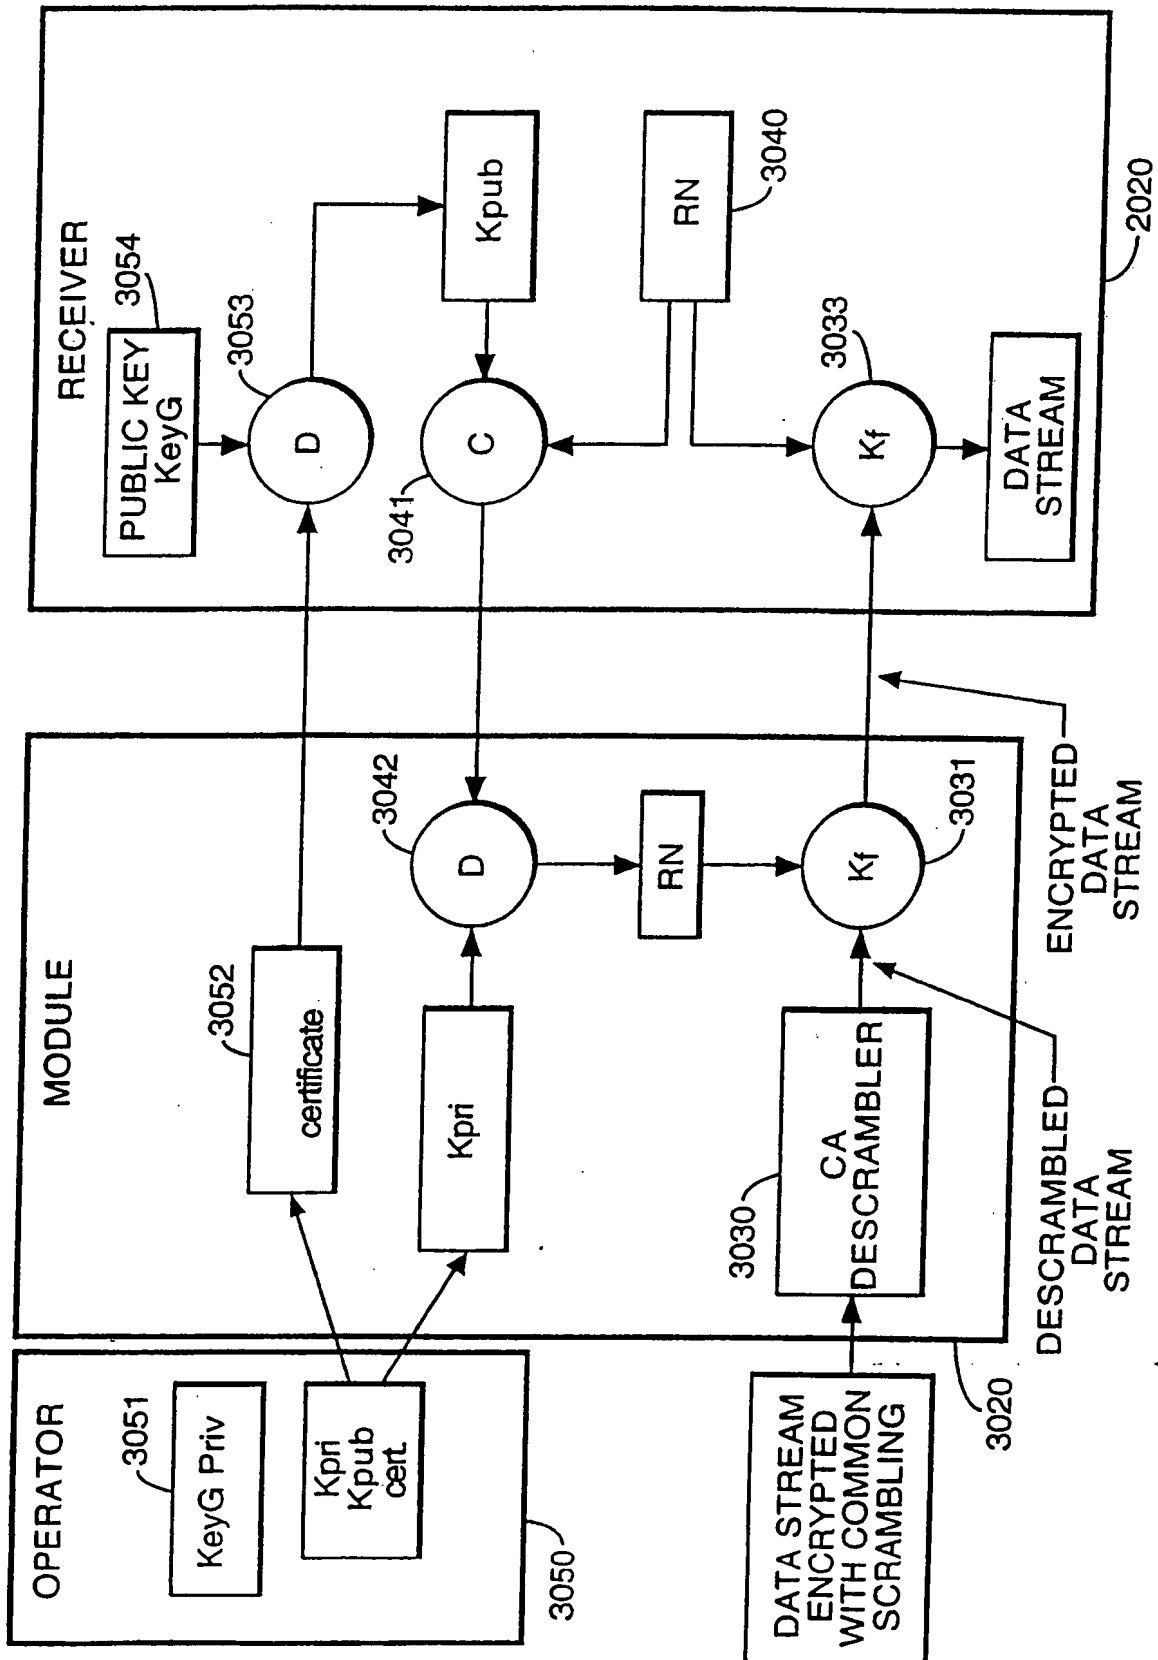 OPERATOR
KeyG Priv
3051
Kpri
Kpub
cert.
3050
DATA STREAM
ENCRYPTED
WITH COMMON
SCRAMBLING
MODULE
3052
certificate
Kpri
D
3042
RN
3030
CA
DESCRAMBLER
Kf
3031
3020
DESCRAMBLED
DATA
STREAM
ENCRYPTED
DATA
STREAM
RECEIVER
PUBLIC KEY
KeyG
3054
D
3053
Kpub
C
3041
RN
3040
Kf
3033
DATA
STREAM
2020